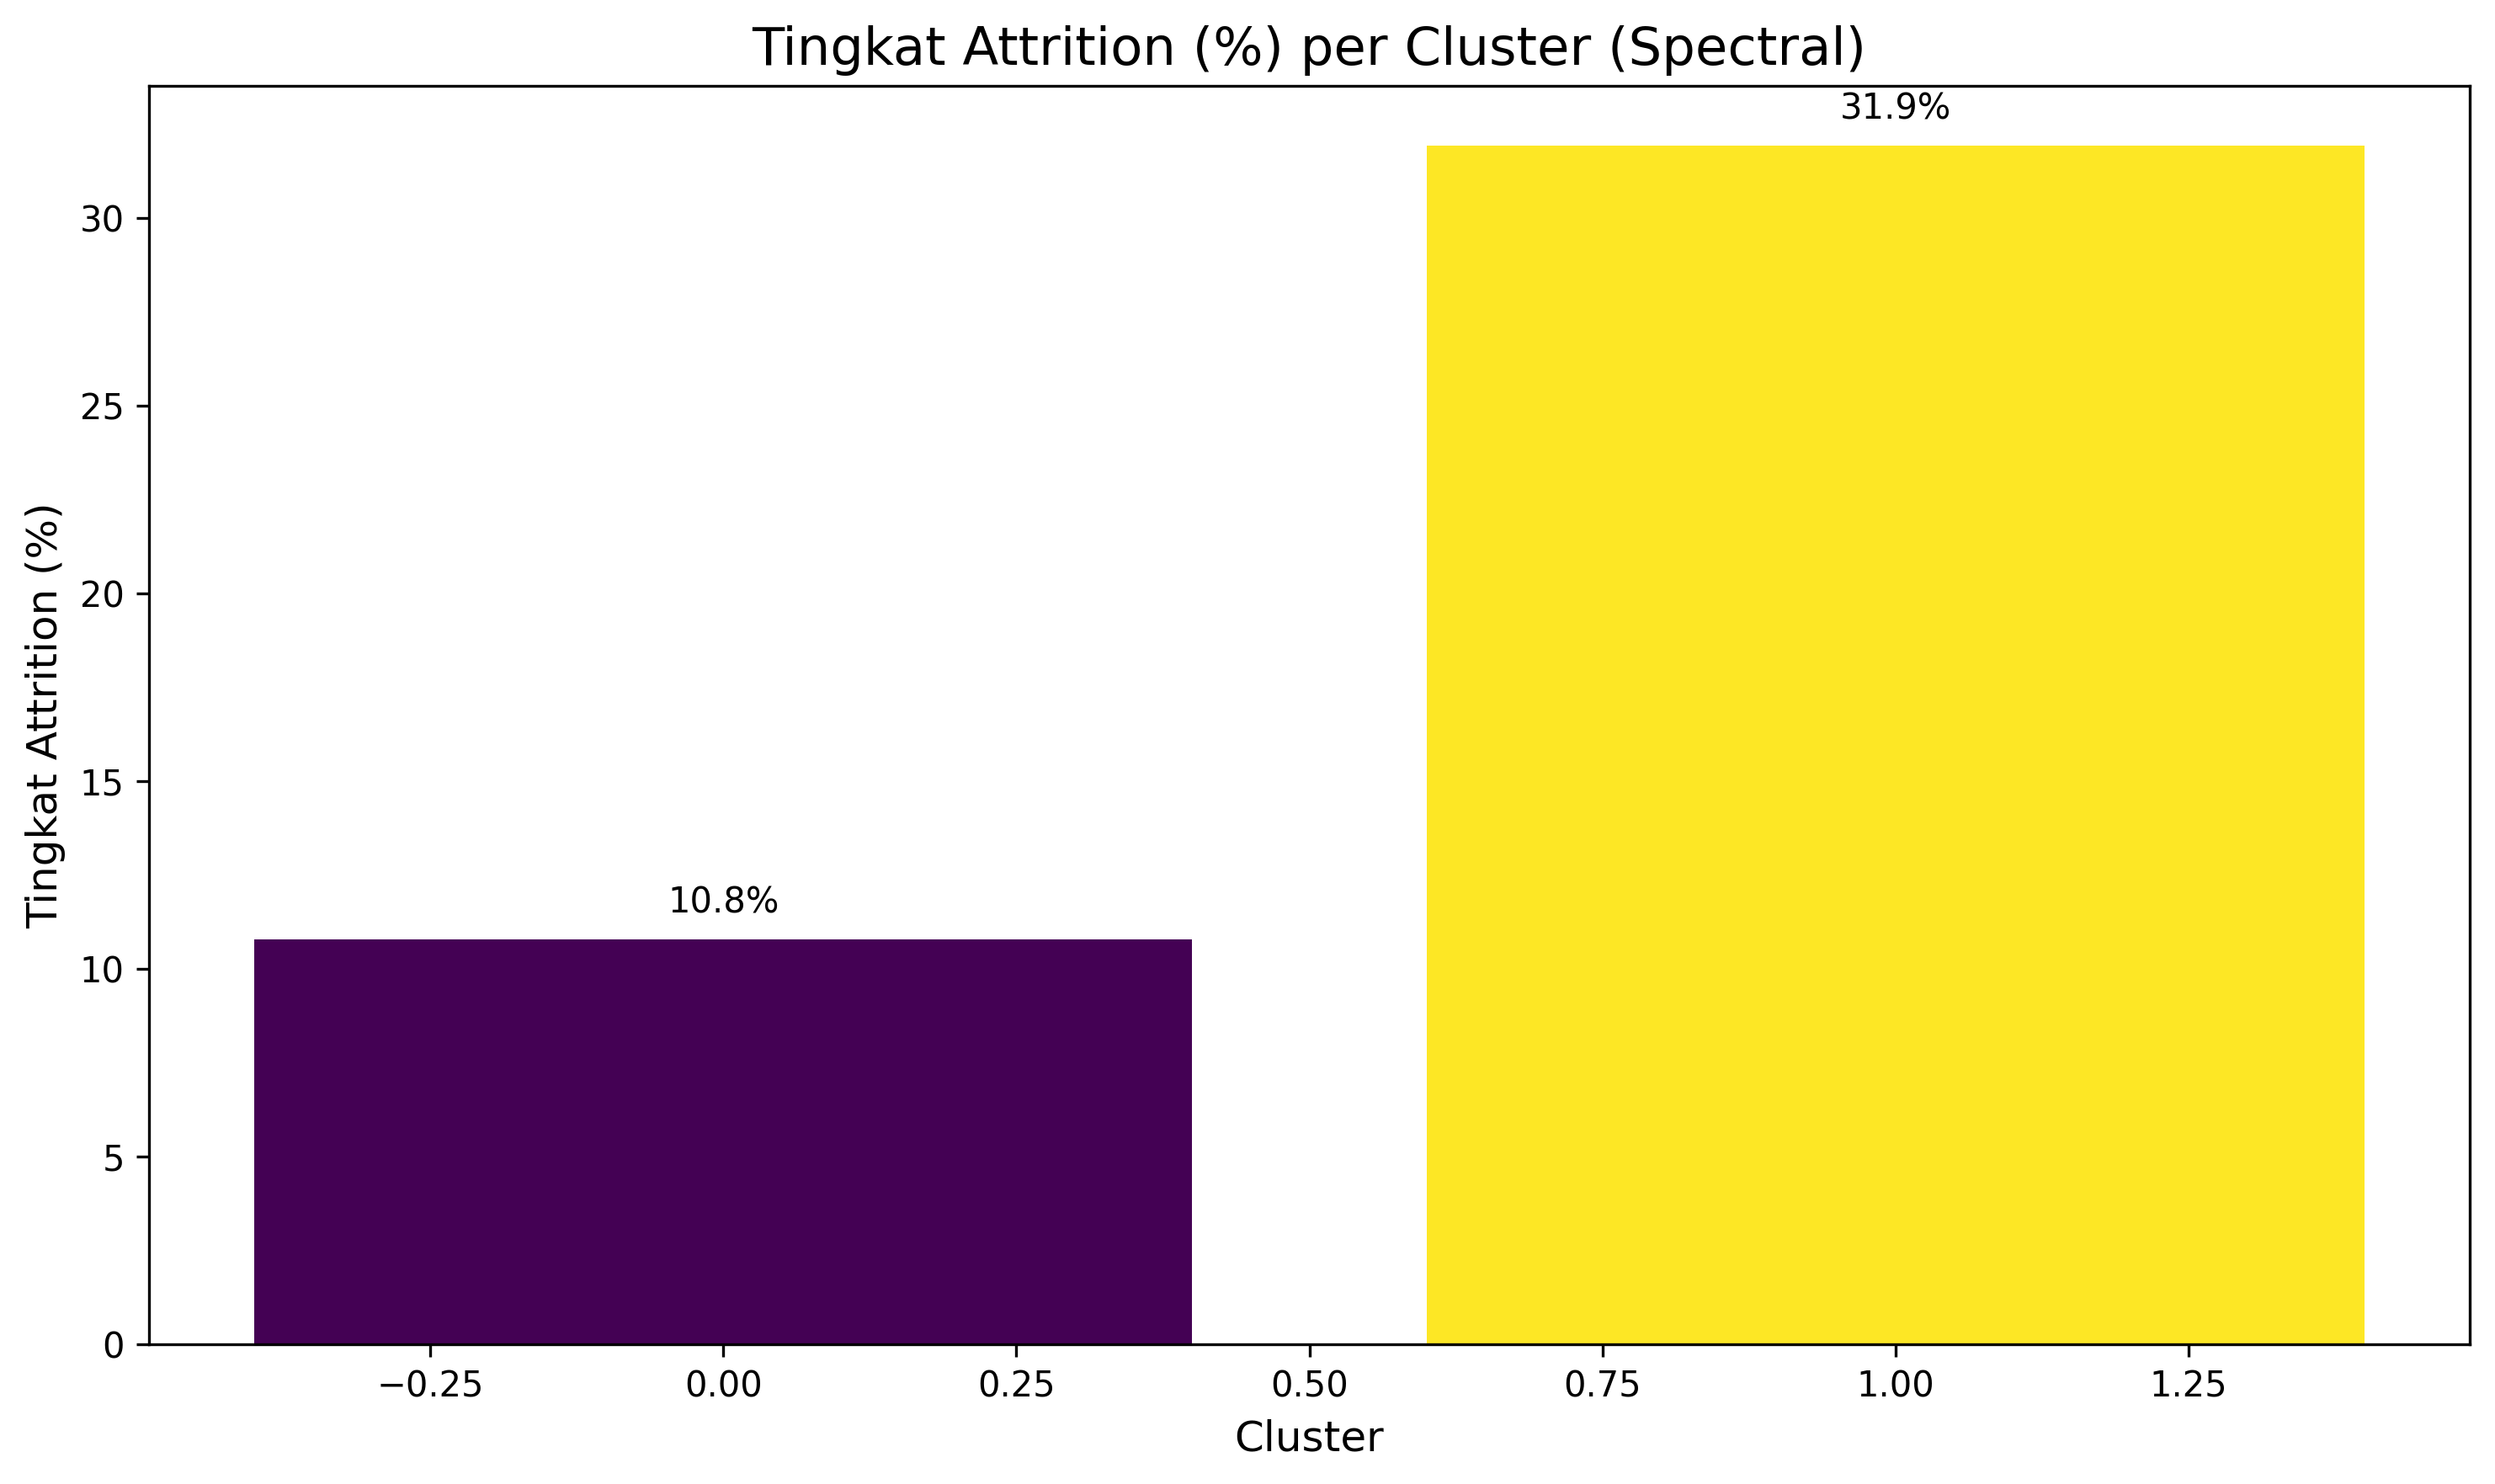 Tingkat Attrition (%) per Cluster (Spectral)
31.9%
10.8%
Tingkat Attrition (%)
30
25
20
15
10
5
0
−0.25 0.00 0.25 0.50 0.75 1.00 1.25
Cluster